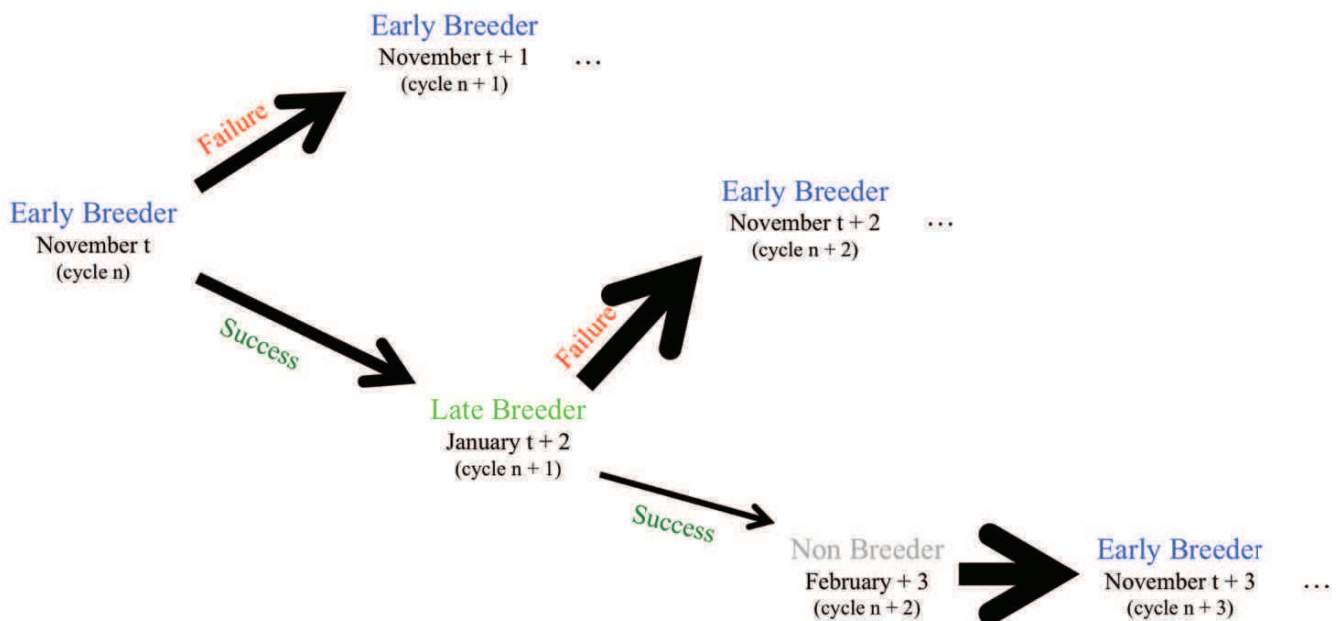 Early Breeder
November t + 1
(cycle n + 1)
...
Failure
Early Breeder
November t
(cycle n)
Success
Early Breeder
November t + 2
(cycle n + 2)
...
Failure
Late Breeder
January t + 2
(cycle n + 1)
Success
Non Breeder
February + 3
(cycle n + 2)
Early Breeder
November t + 3
(cycle n + 3)
...